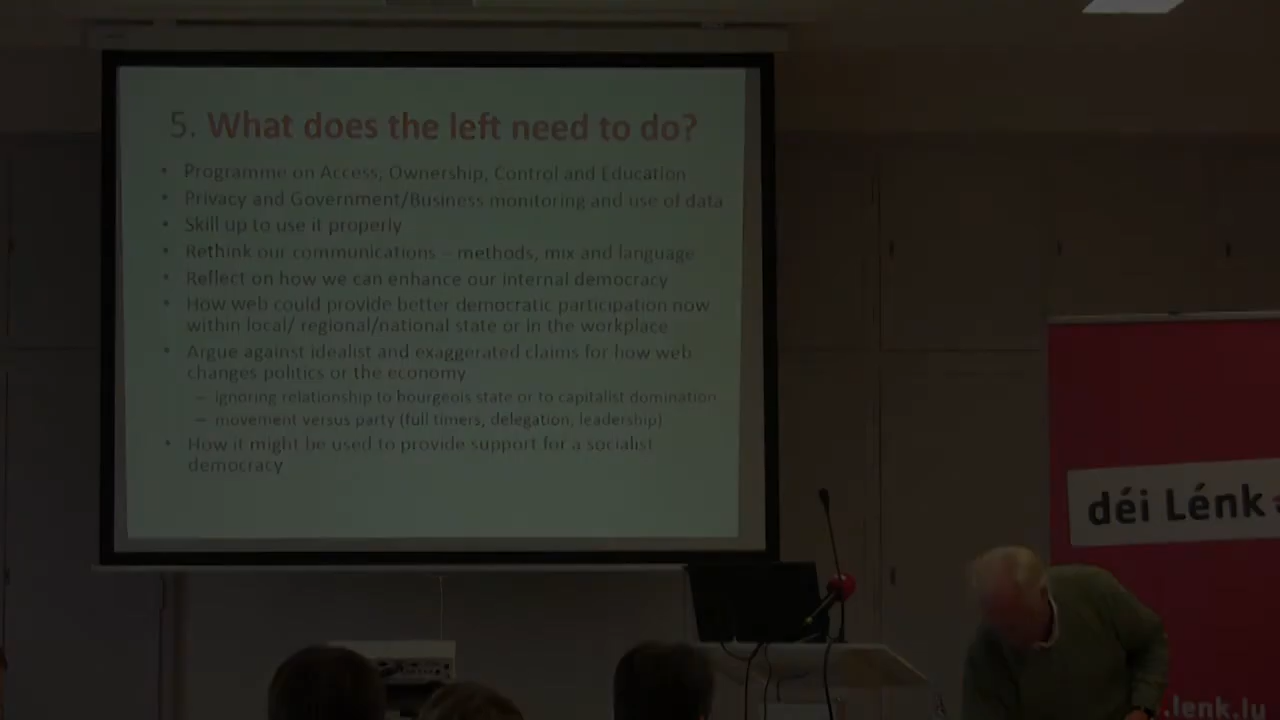 5. What does the left need to do?
• Programme on Access, Ownership, Control and Education
• Privacy and Government/Business monitoring and use of data
• Skill up to use it properly
• Rethink our communications – methods, mix and language
• Reflect on how we can enhance our internal democracy
• How web could provide better democratic participation now
within local/ regional/national state or in the workplace
• Argue against idealist and exaggerated claims for how web
changes politics or the economy
– ignoring relationship to bourgeois state or to capitalist domination
– movement versus party (full timers, delegation, leadership)
• How it might be used to provide support for a socialist
democracy
déi Lénk
.lenk.lu